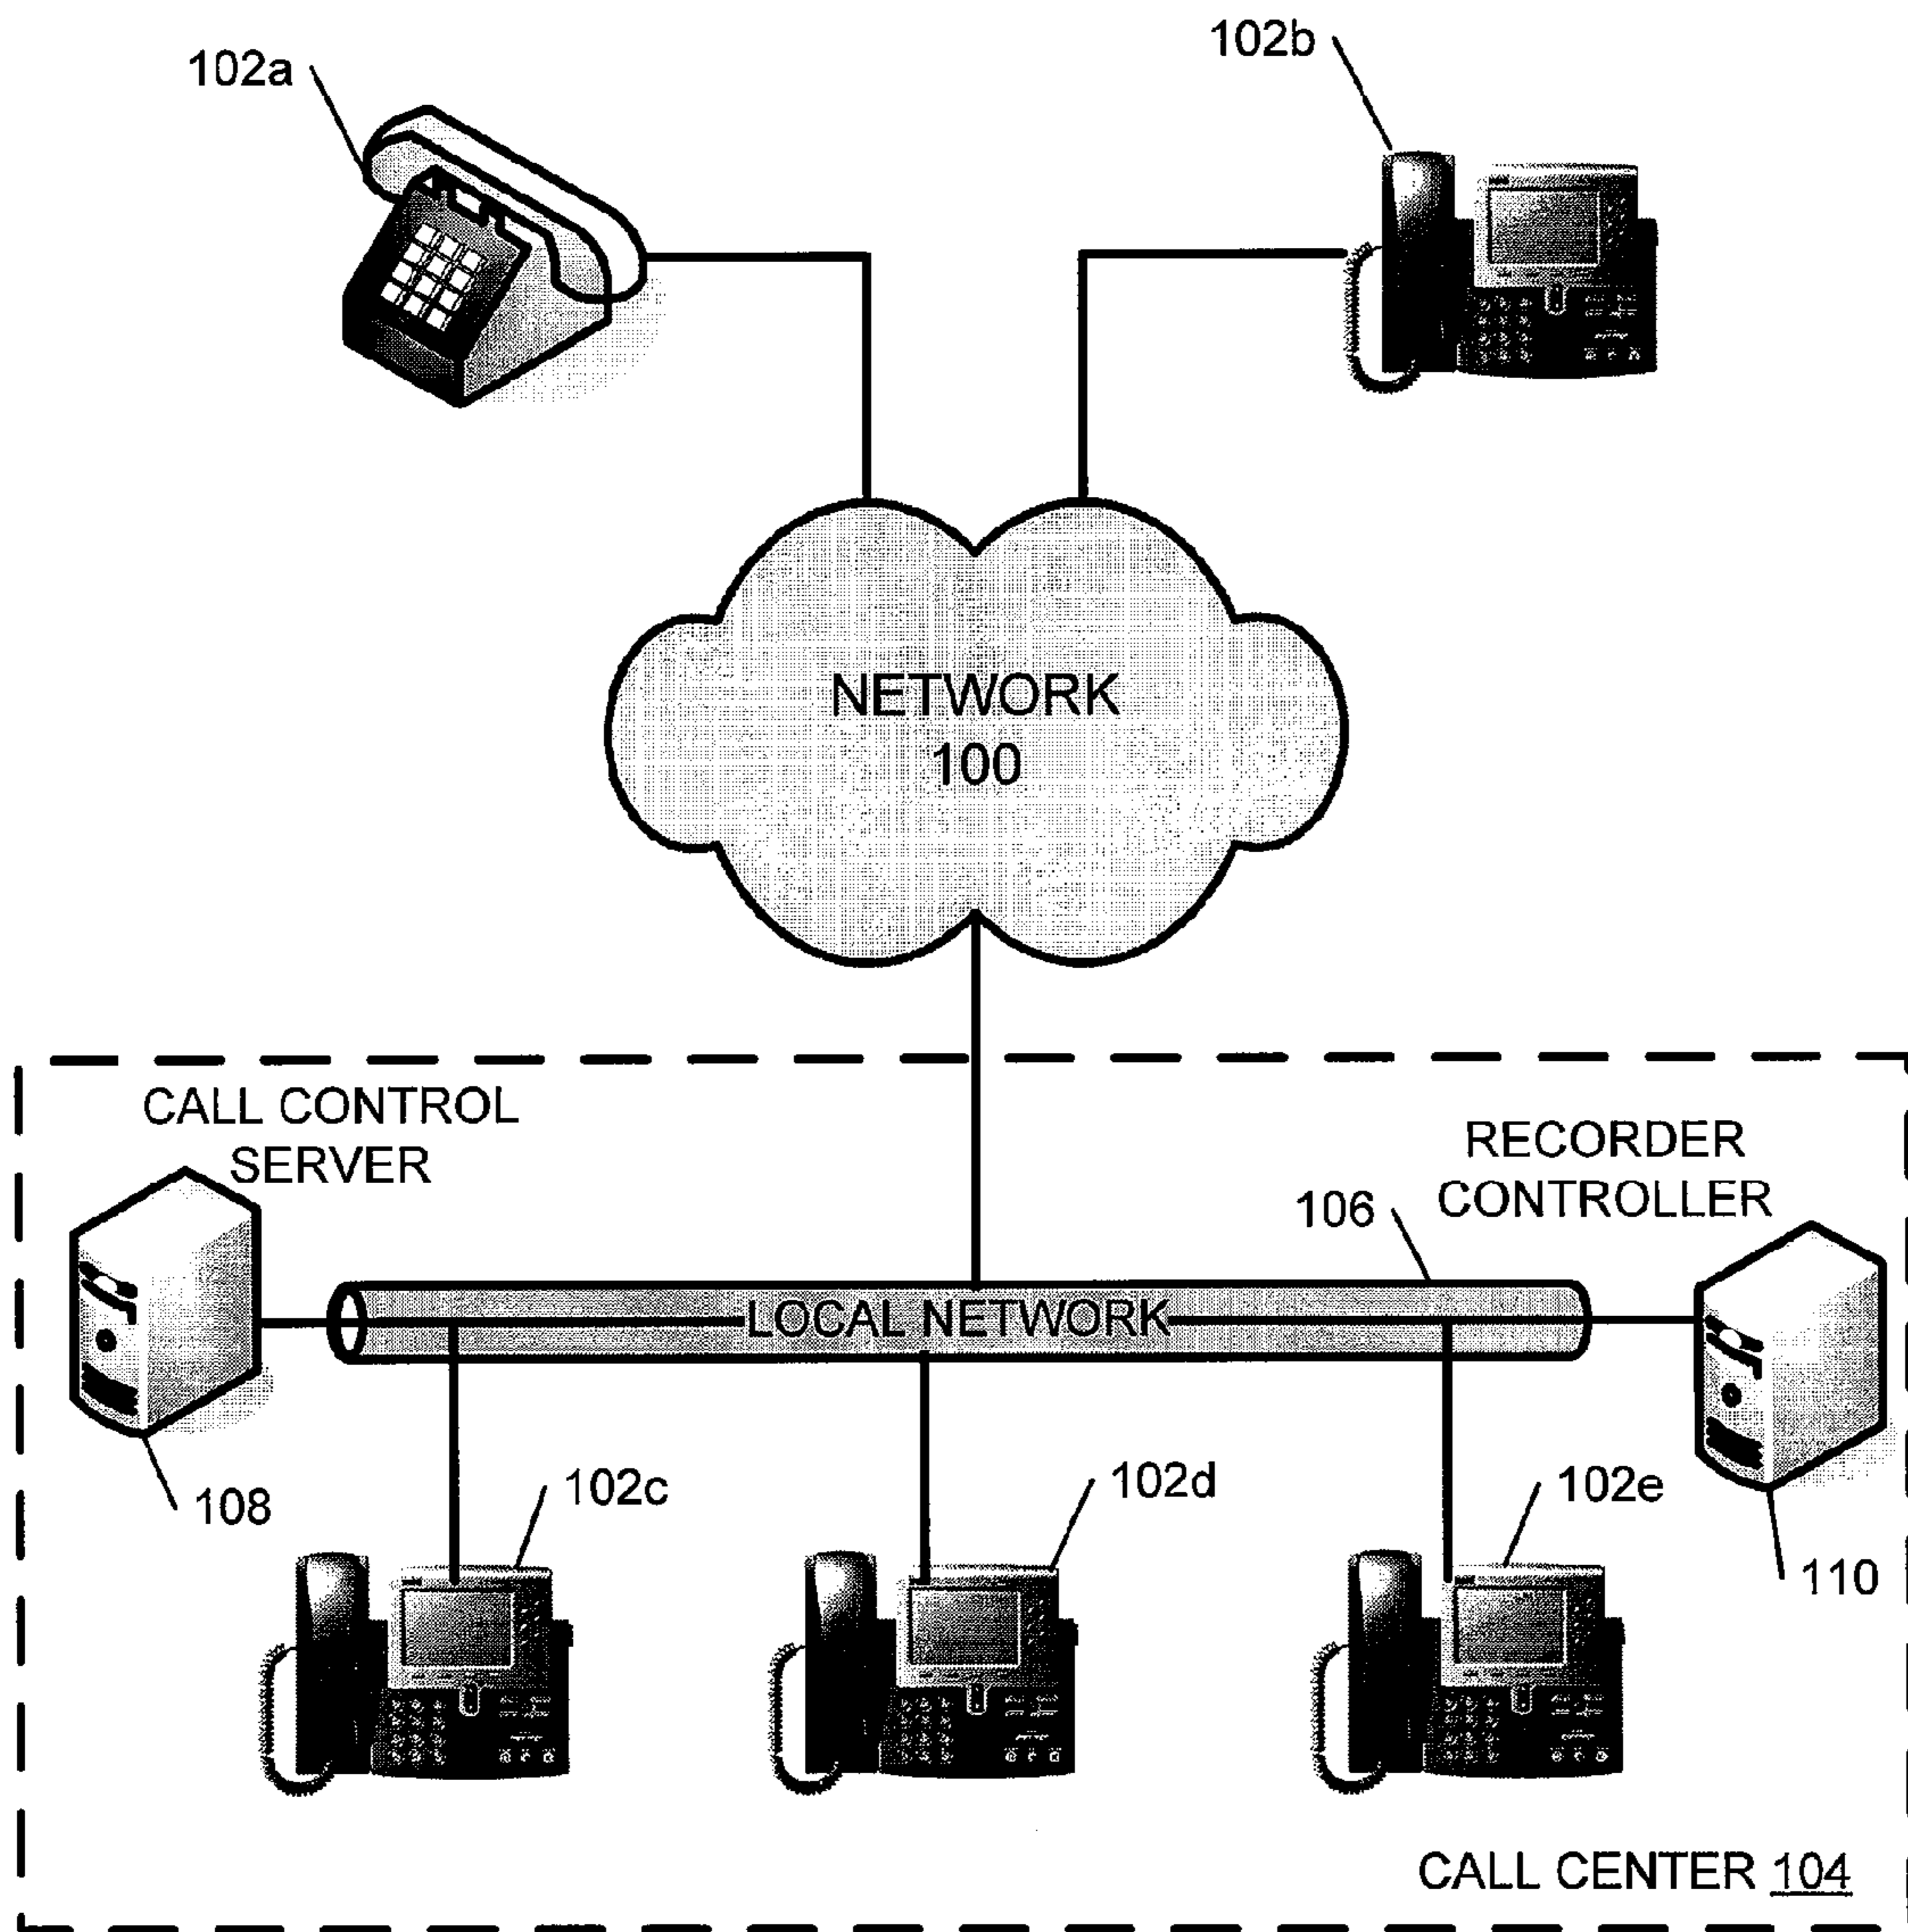 102a
102b
NETWORK
100
CALL CONTROL
SERVER
RECORDER
CONTROLLER
106
LOCAL NETWORK
108
102c
102d
102e
110
CALL CENTER 104